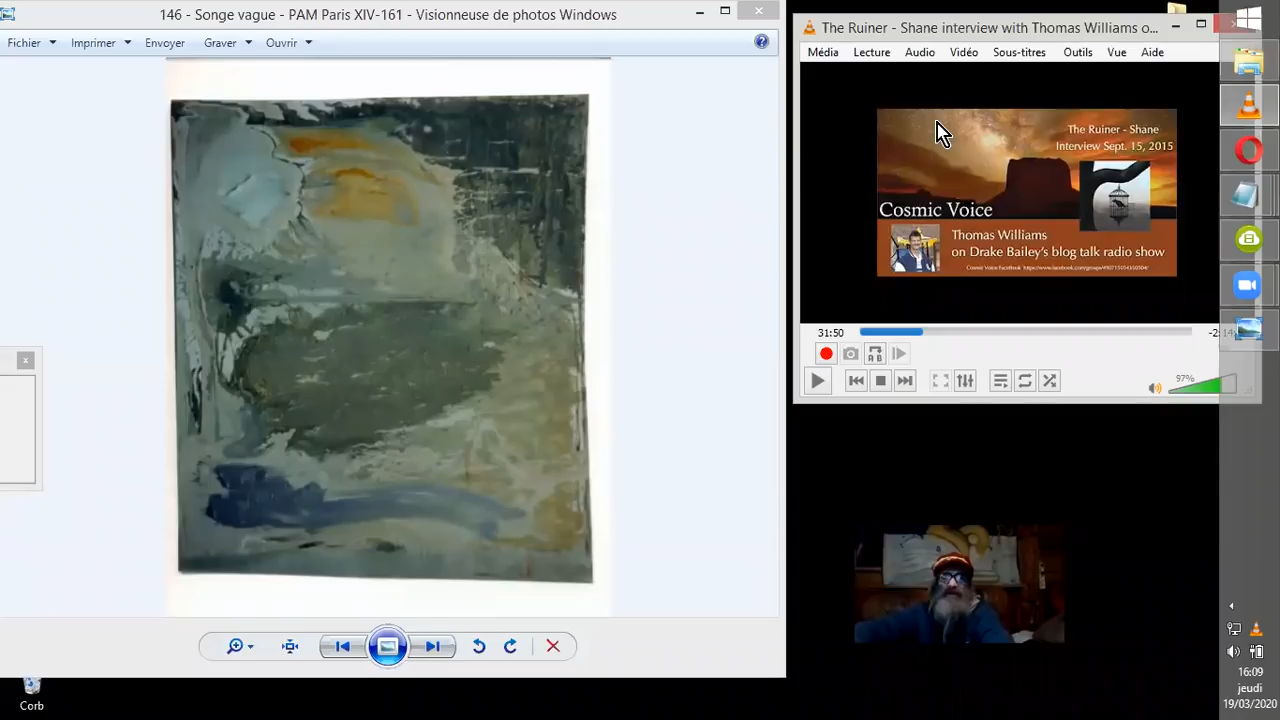 146 - Songe vague - PAM Paris XIV-161 - Visionneuse de photos Windows
Fichier Imprimer Envoyer Graver Ouvrir
The Ruiner - Shane interview with Thomas Williams o...
Média Lecture Audio Vidéo Sous-titres Outils Vue Aide
The Ruiner - Shane
Interview Sept. 15, 2015
Cosmic Voice
Thomas Williams
on Drake Bailey's blog talk radio show
31:50
97%
x
Corb
16:09
jeudi
19/03/2020